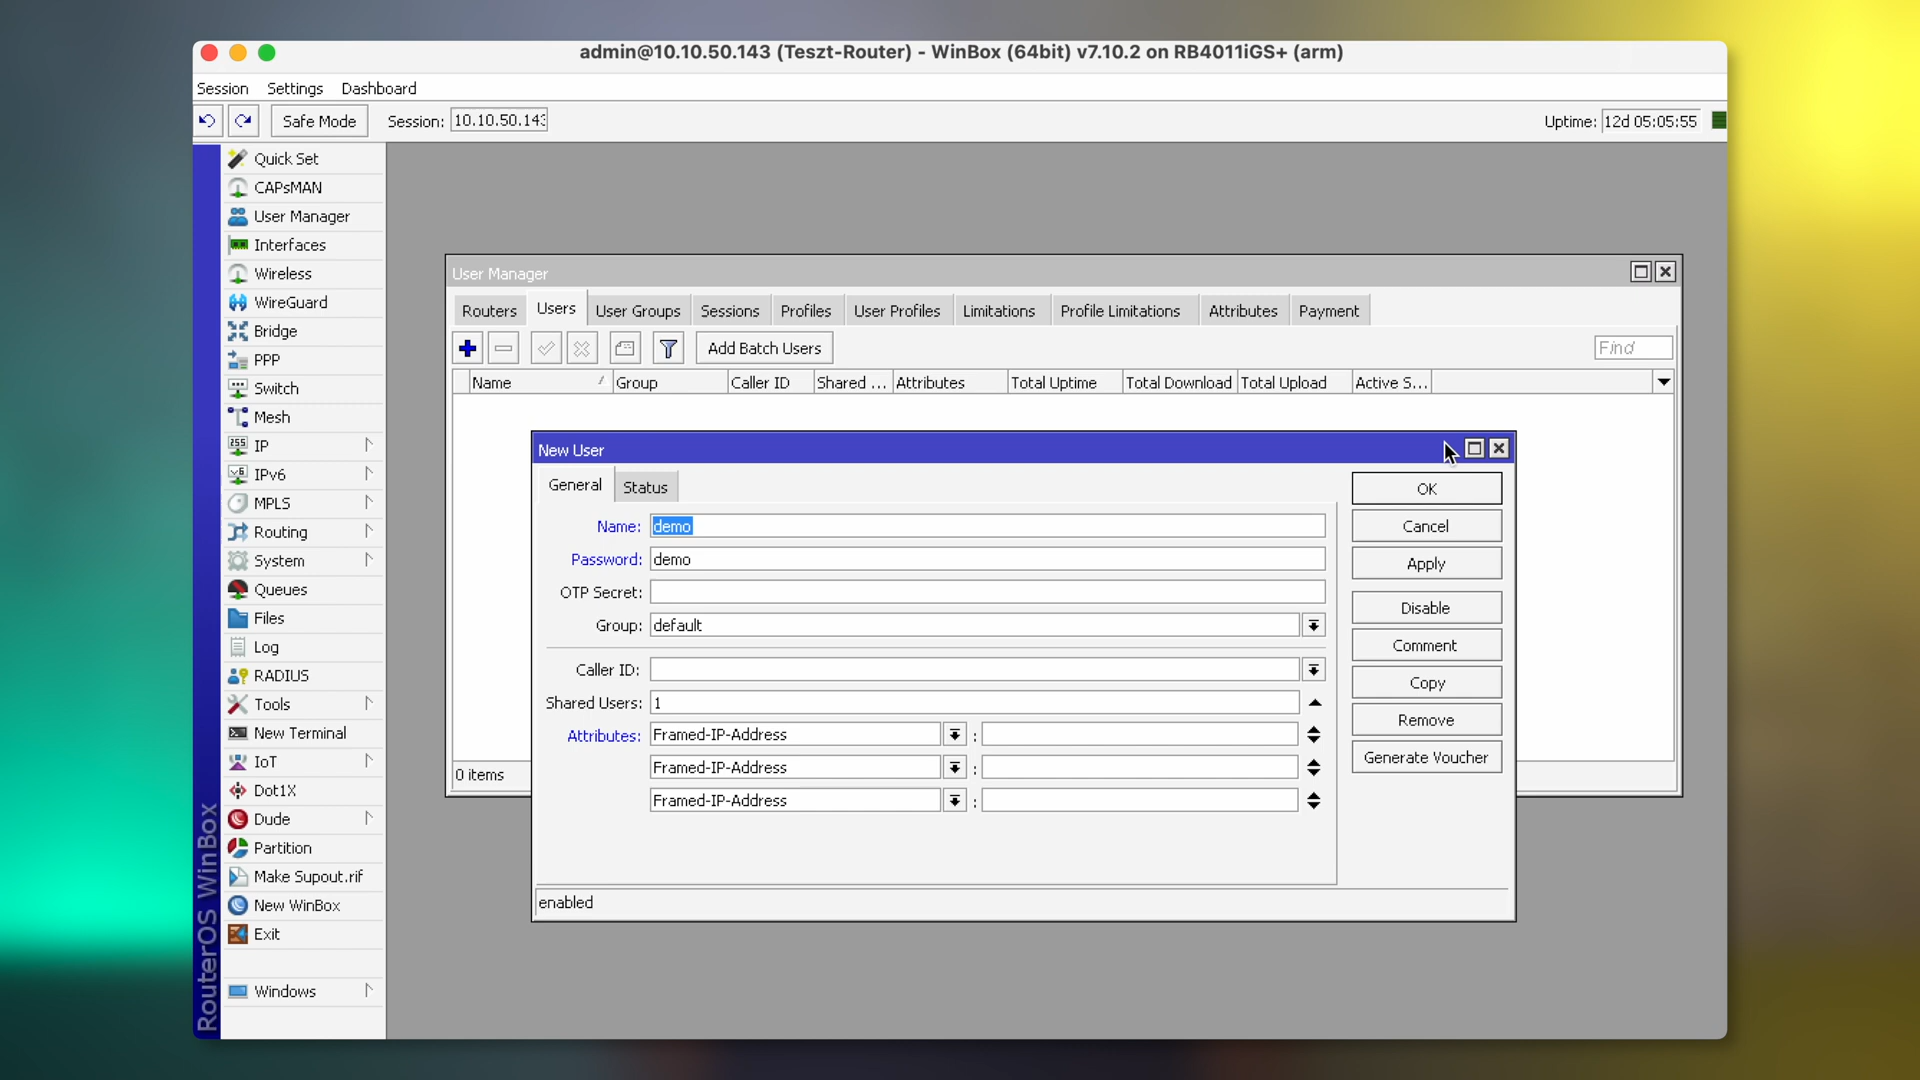 admin@10.10.50.143 (Teszt-Router) - WinBox (64bit) v7.10.2 on RB4011iGS+ (arm)
Session Settings Dashboard
Safe Mode Session: 10.10.50.143 Uptime: 12d 05:05:55
Quick Set
CAPsMAN
User Manager
Interfaces
Wireless
WireGuard
Bridge
PPP
Switch
Mesh
IP
IPv6
MPLS
Routing
System
Queues
Files
Log
RADIUS
Tools
New Terminal
IoT
Dot1X
Dude
Partition
Make Supout.rif
New WinBox
Exit
Windows
RouterOS WinBox
User Manager
Routers Users User Groups Sessions Profiles User Profiles Limitations Profile Limitations Attributes Payment
Add Batch Users Find
Name Group Caller ID Shared ... Attributes Total Uptime Total Download Total Upload Active S...
0 items
New User
General Status
Name: demo
Password: demo
OTP Secret:
Group: default
Caller ID:
Shared Users: 1
Attributes: Framed-IP-Address :
Framed-IP-Address :
Framed-IP-Address :
OK
Cancel
Apply
Disable
Comment
Copy
Remove
Generate Voucher
enabled